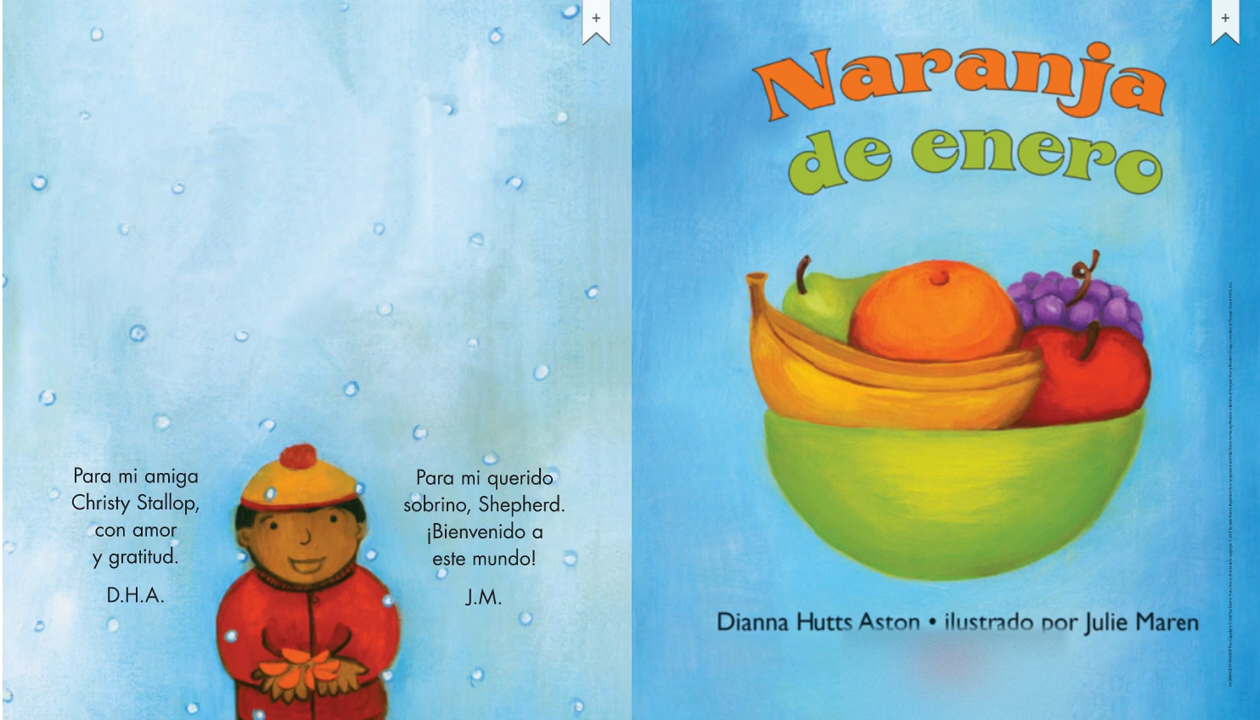 Para mi amiga
Christy Stallop,
con amor
y gratitud.
D.H.A.
Para mi querido
sobrino, Shepherd.
¡Bienvenido a
este mundo!
J.M.
Naranja
de enero
Dianna Hutts Aston • ilustrado por Julie Maren